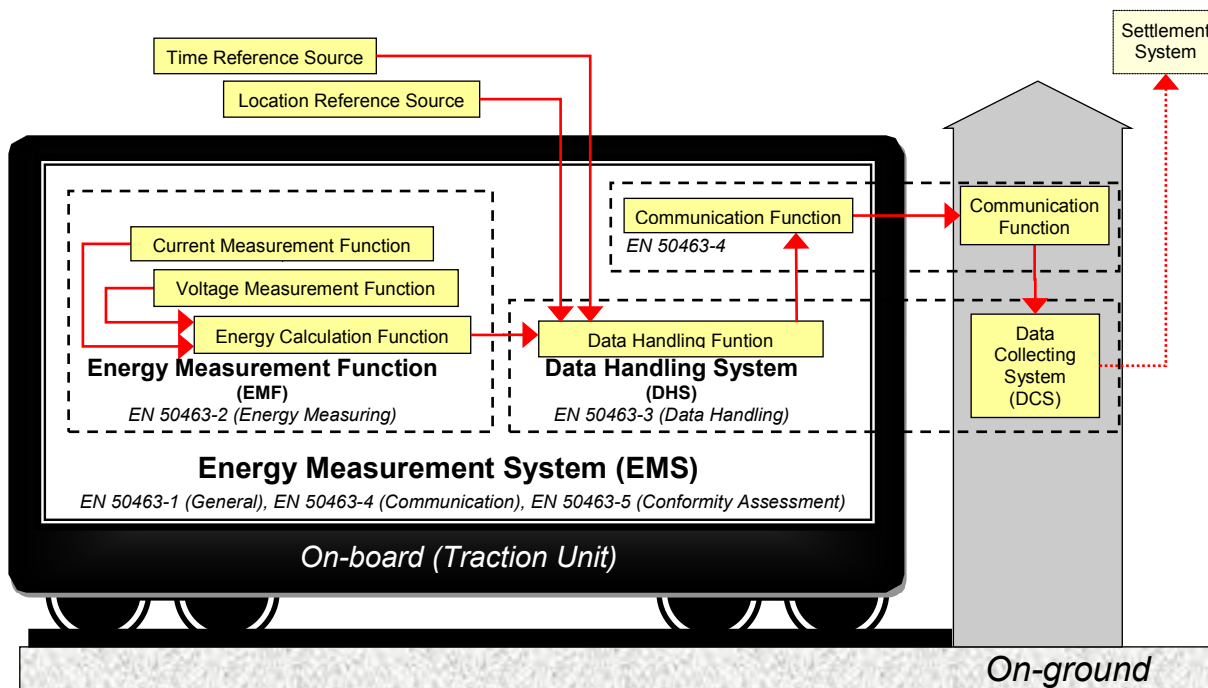 Settlement
System
Time Reference Source
Location Reference Source
Communication Function
EN 50463-4
Communication
Function
Current Measurement Function
Voltage Measurement Function
Energy Calculation Function
Data Handling Funtion
Data
Collecting
System
(DCS)
Energy Measurement Function
(EMF)
EN 50463-2 (Energy Measuring)
Data Handling System
(DHS)
EN 50463-3 (Data Handling)
Energy Measurement System (EMS)
EN 50463-1 (General), EN 50463-4 (Communication), EN 50463-5 (Conformity Assessment)
On-board (Traction Unit)
On-ground